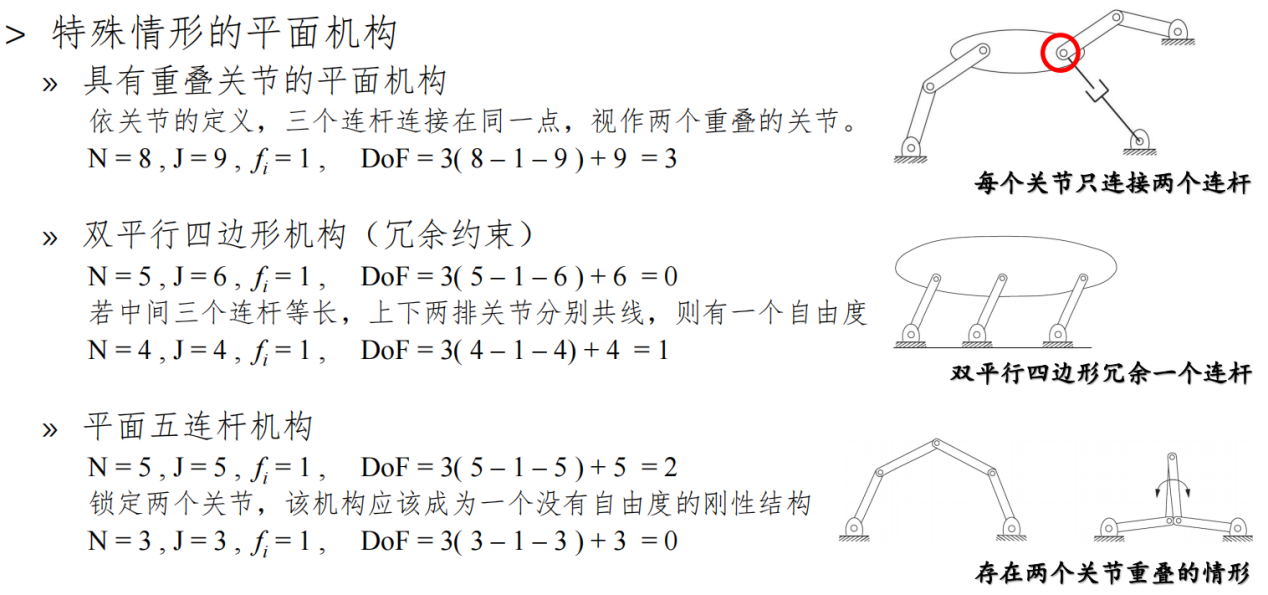 > 特殊情形的平面机构
» 具有重叠关节的平面机构
依关节的定义，三个连杆连接在同一点，视作两个重叠的关节。
N = 8 , J = 9 , fi = 1 ,    DoF = 3( 8 – 1 – 9 ) + 9  = 3
每个关节只连接两个连杆
» 双平行四边形机构（冗余约束）
N = 5 , J = 6 , fi = 1 ,    DoF = 3( 5 – 1 – 6 ) + 6  = 0
若中间三个连杆等长，上下两排关节分别共线，则有一个自由度
N = 4 , J = 4 , fi = 1 ,    DoF = 3( 4 – 1 – 4) + 4  = 1
双平行四边形冗余一个连杆
» 平面五连杆机构
N = 5 , J = 5 , fi = 1 ,    DoF = 3( 5 – 1 – 5 ) + 5  = 2
锁定两个关节，该机构应该成为一个没有自由度的刚性结构
N = 3 , J = 3 , fi = 1 ,    DoF = 3( 3 – 1 – 3 ) + 3  = 0
存在两个关节重叠的情形